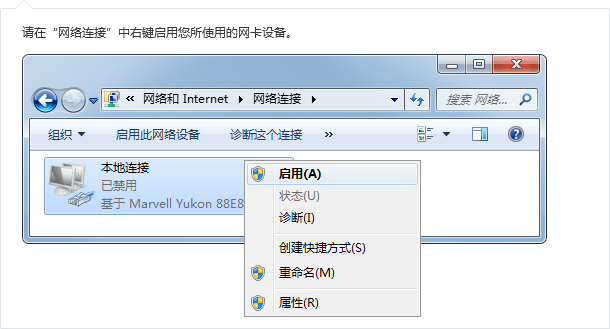 请在“网络连接”中右键启用您所使用的网卡设备。
« 网络和 Internet 网络连接
搜索 网络...
组织 启用此网络设备 诊断这个连接 »
本地连接
已禁用
基于 Marvell Yukon 88E8
启用(A)
状态(U)
诊断(I)
创建快捷方式(S)
重命名(M)
属性(R)